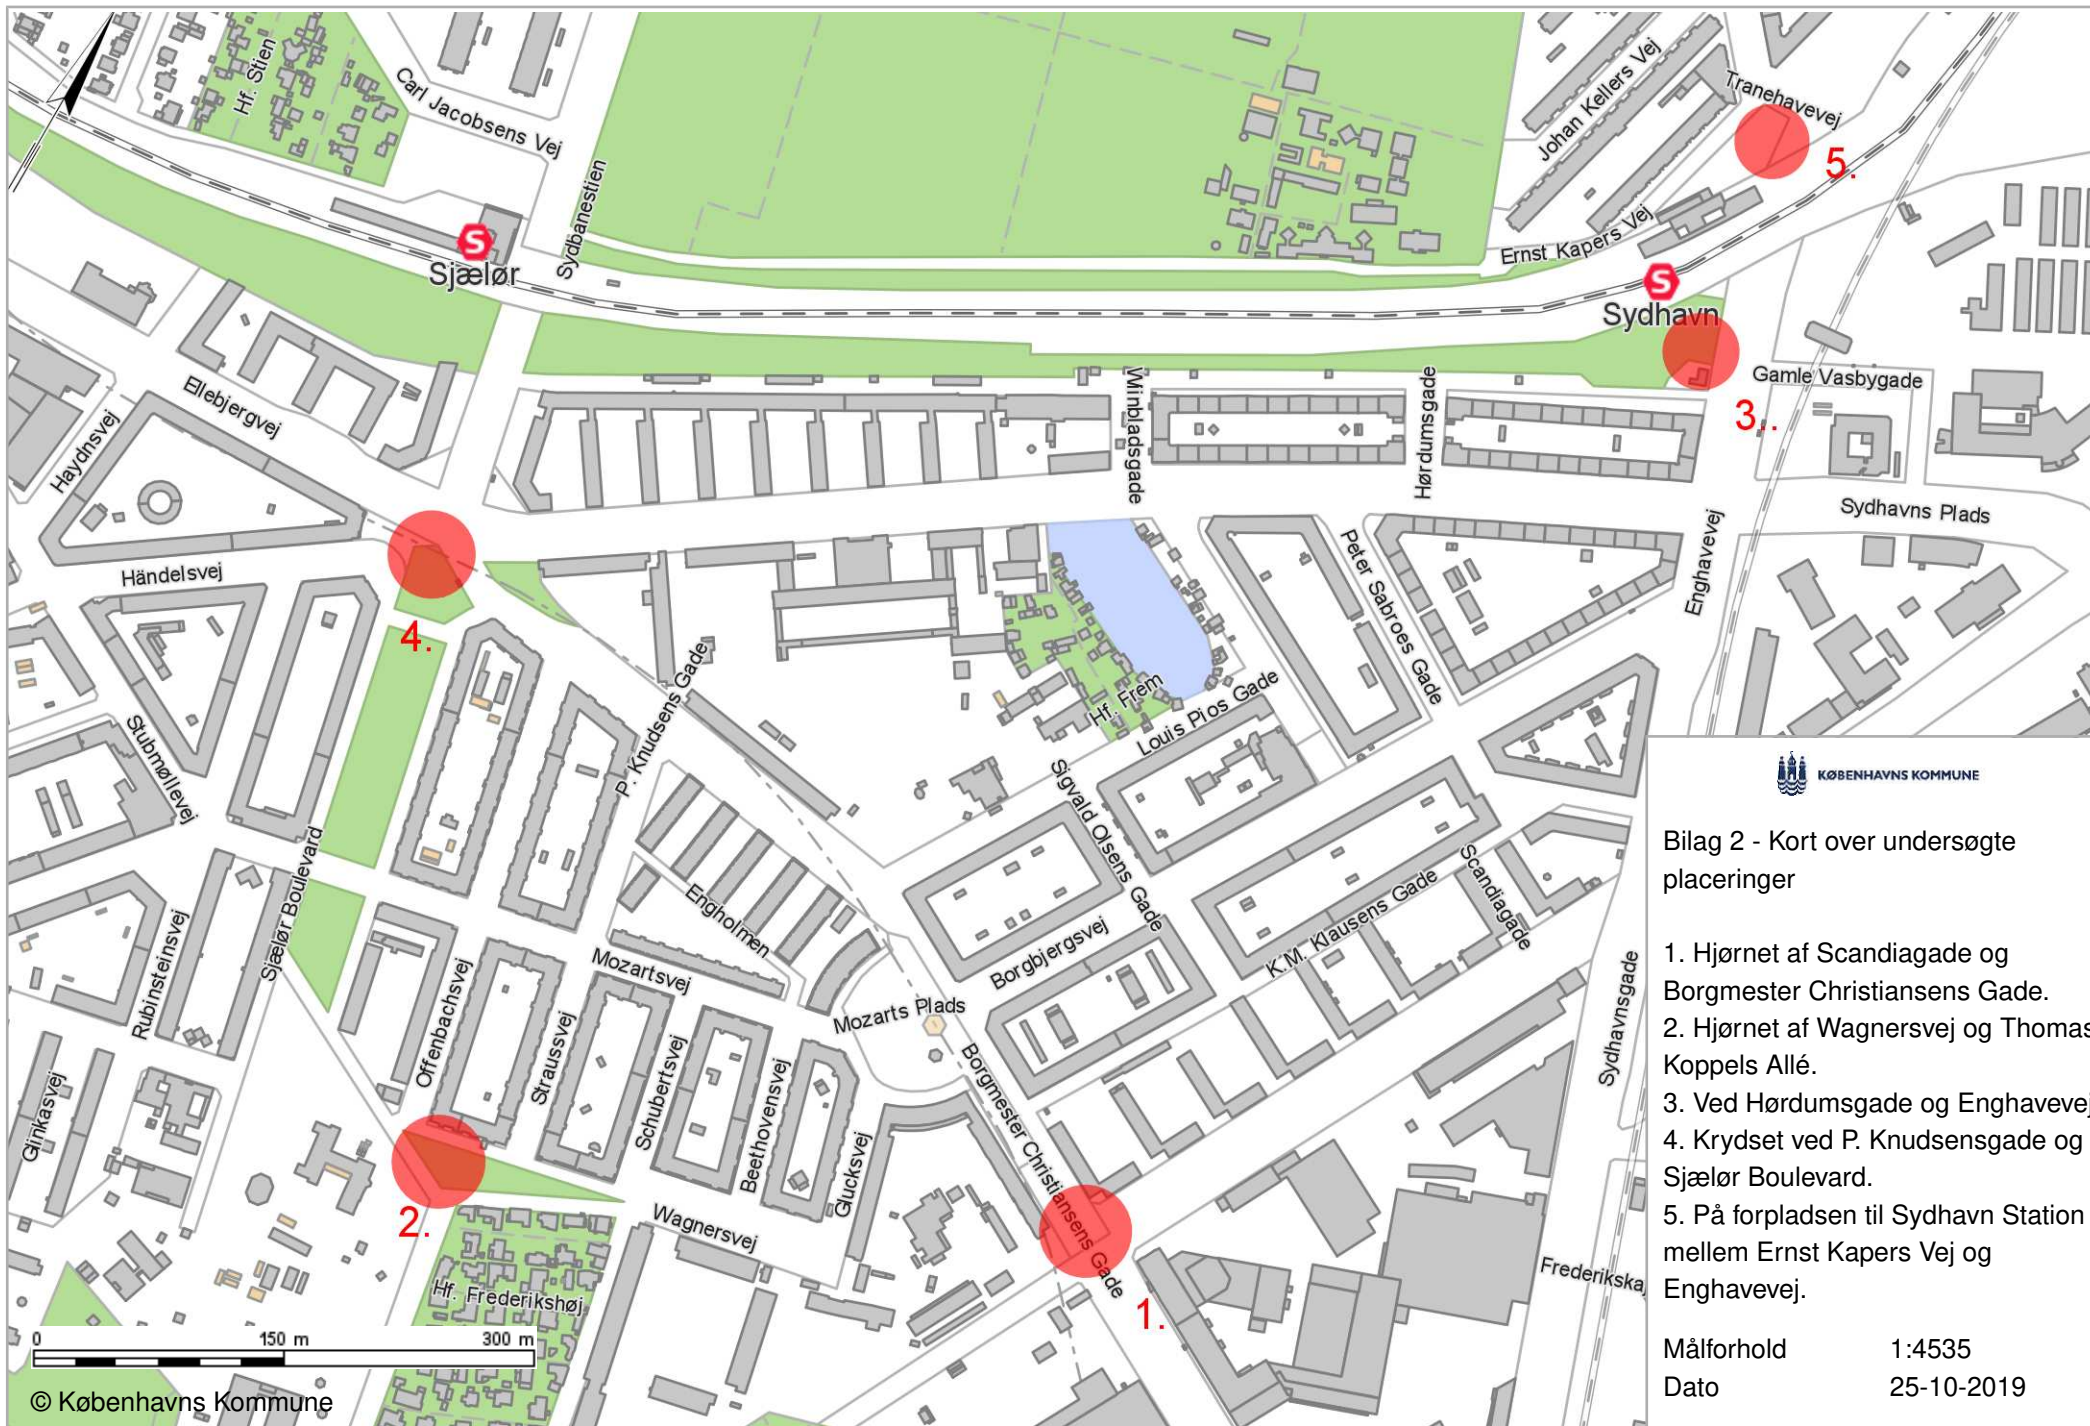 Hf. Stien
Carl Jacobsens Vej
Sydbanestien
S
Sjælør
Johan Kellers Vej
Tranehavevej
5.
Ernst Kapers Vej
S
Sydhavn
Gamle Vasbygade
3..
Ellebjergvej
Haydnsvej
Winbladsgade
Hørdumsgade
Enghavevej
Sydhavns Plads
Händelsvej
4.
Peter Sabroes Gade
P. Knudsens Gade
Hf. Frem
Louis Pios Gade
Stubmøllevej
Sigvald Olsens Gade
Sjælør Boulevard
Engholmen
Borgbjergsvej
K.M. Klausens Gade
Scandiagade
Rubinsteinsvej
Offenbachsvej
Mozartsvej
Mozarts Plads
Straussvej
Schubertsvej
Beethovensvej
Glucksvej
Borgmester Christiansens Gade
Sydhavnsgade
Glinkasvej
2.
Wagnersvej
Hf. Frederikshøj
1.
Frederikska
0 150 m 300 m
© Københavns Kommune
KØBENHAVNS KOMMUNE
Bilag 2 - Kort over undersøgte
placeringer
1. Hjørnet af Scandiagade og
Borgmester Christiansens Gade.
2. Hjørnet af Wagnersvej og Thomas
Koppels Allé.
3. Ved Hørdumsgade og Enghavevej
4. Krydset ved P. Knudsensgade og
Sjælør Boulevard.
5. På forpladsen til Sydhavn Station
mellem Ernst Kapers Vej og
Enghavevej.
Målforhold 1:4535
Dato 25-10-2019